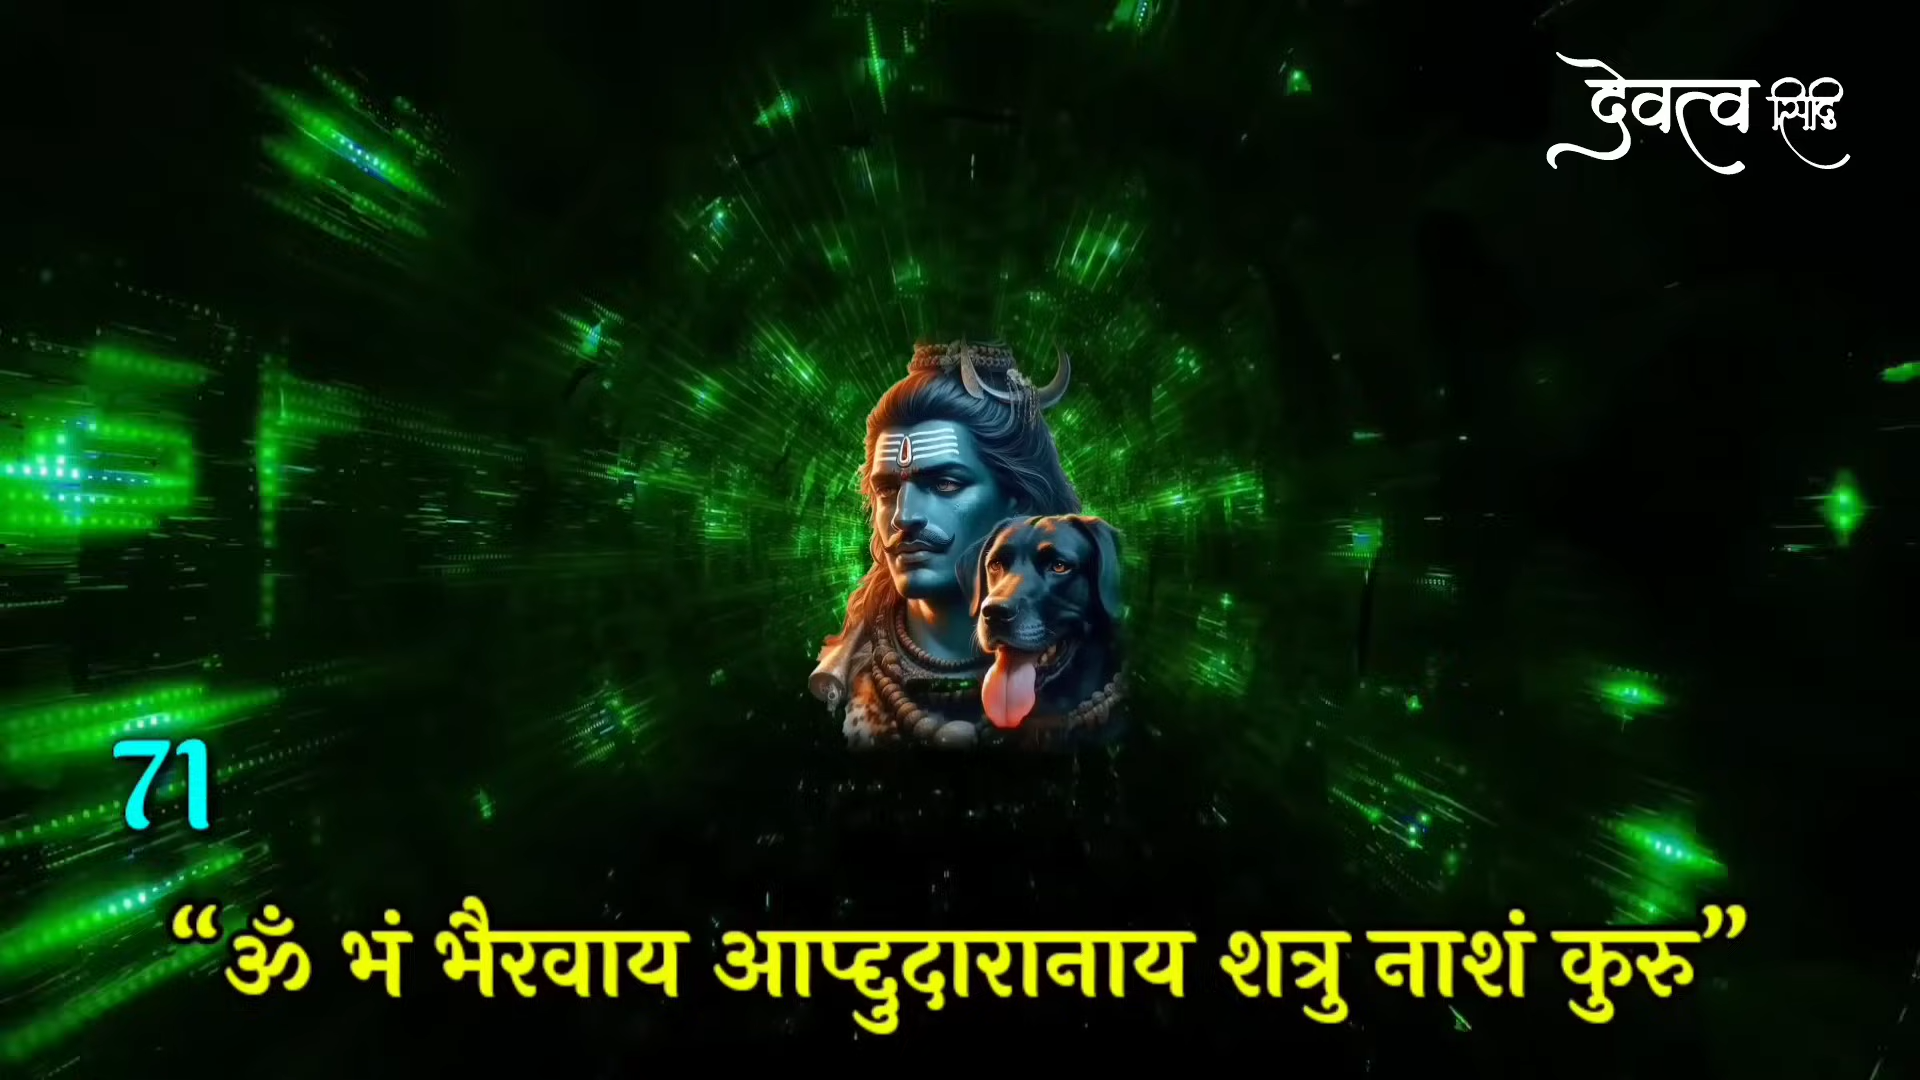 देवत्व सिद्धि
71
“ॐ भं भैरवाय आप्द्दुदारानाय शत्रु नाशं कुरु”